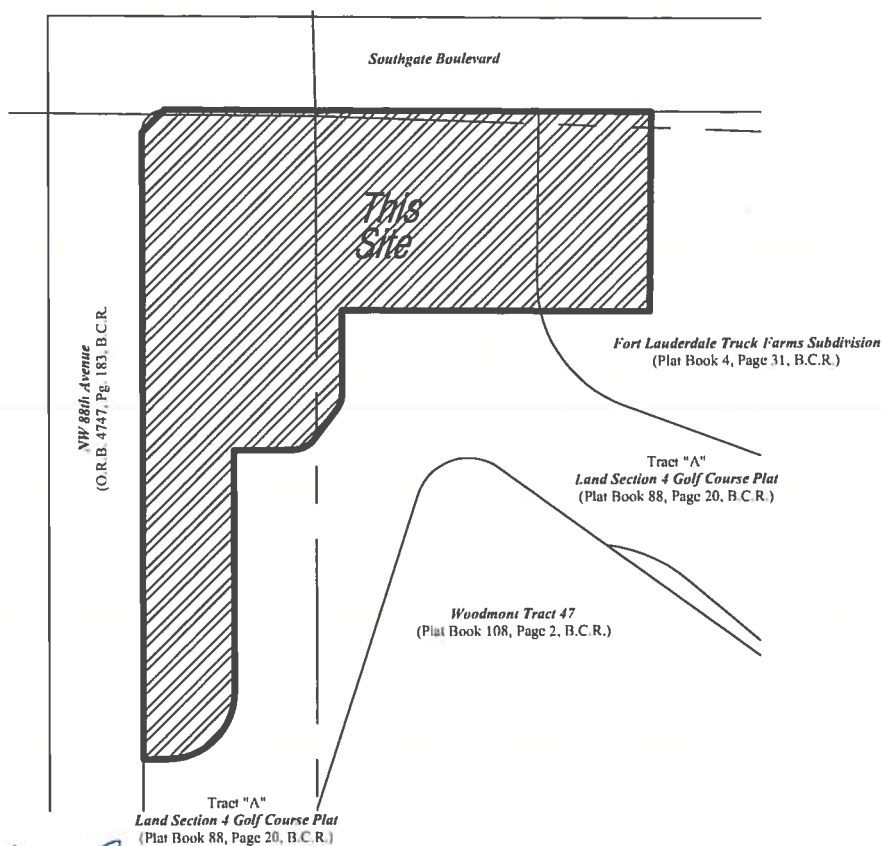 Southgate Boulevard
This
Site
NW 88th Avenue
(O.R.B. 4747, Pg. 183, B.C.R.)
Fort Lauderdale Truck Farms Subdivision
(Plat Book 4, Page 31, B.C.R.)
Tract "A"
Land Section 4 Golf Course Plat
(Plat Book 88, Page 20, B.C.R.)
Woodmont Tract 47
(Plat Book 108, Page 2, B.C.R.)
Tract "A"
Land Section 4 Golf Course Plat
(Plat Book 88, Page 20, B.C.R.)